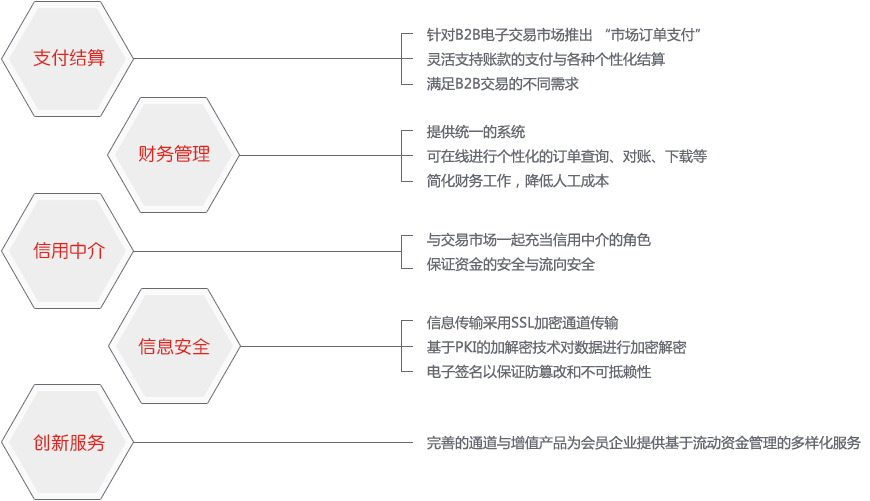 支付结算
针对B2B电子交易市场推出 “市场订单支付”
灵活支持账款的支付与各种个性化结算
满足B2B交易的不同需求
财务管理
提供统一的系统
可在线进行个性化的订单查询、对账、下载等
简化财务工作，降低人工成本
信用中介
与交易市场一起充当信用中介的角色
保证资金的安全与流向安全
信息安全
信息传输采用SSL加密通道传输
基于PKI的加解密技术对数据进行加密解密
电子签名以保证防篡改和不可抵赖性
创新服务
完善的通道与增值产品为会员企业提供基于流动资金管理的多样化服务